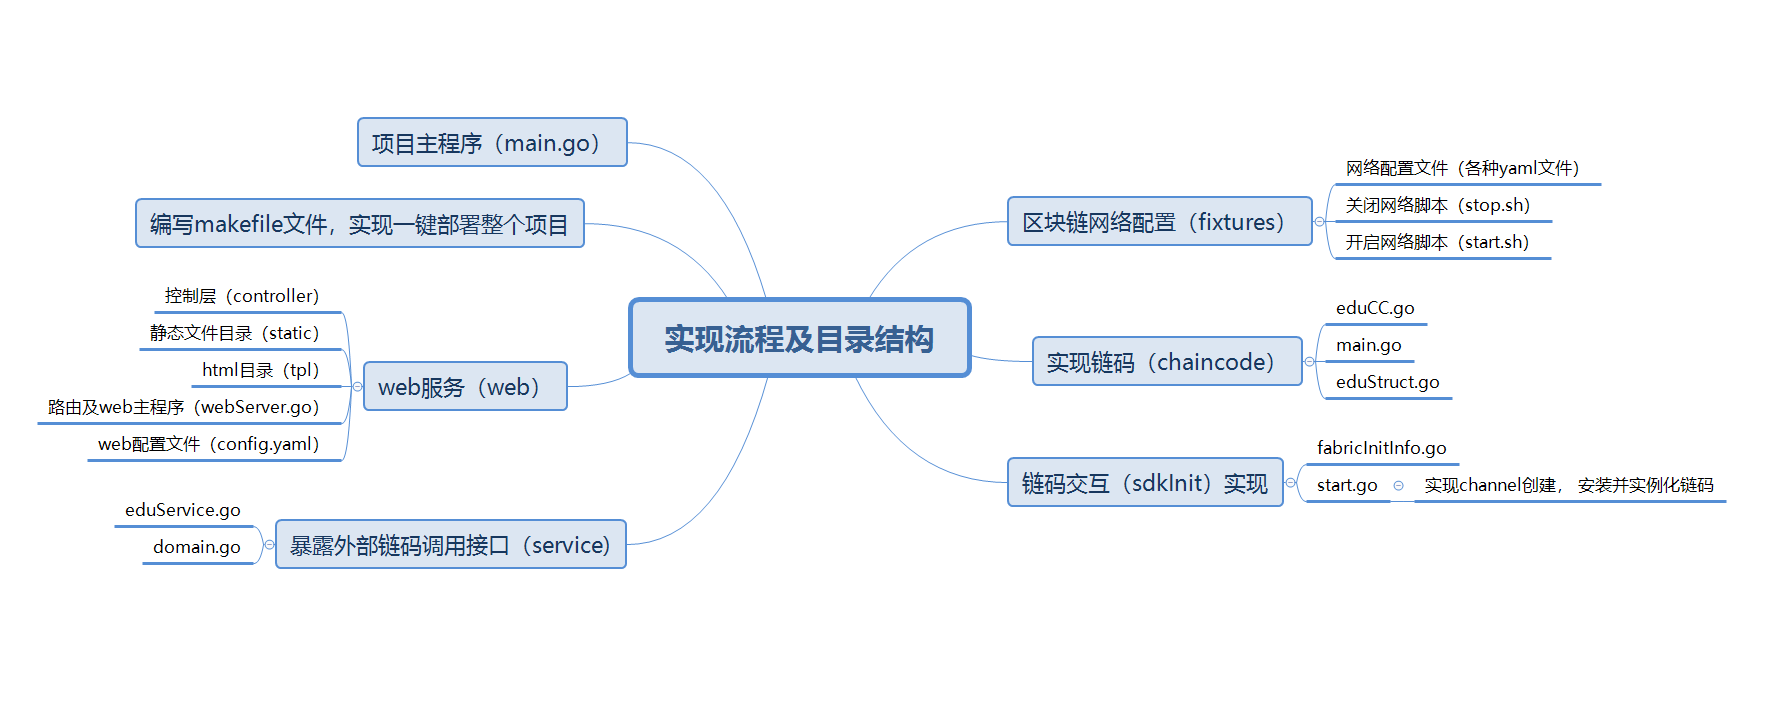 实现流程及目录结构
区块链网络配置（fixtures）
网络配置文件（各种yaml文件）
关闭网络脚本（stop.sh）
开启网络脚本（start.sh）
实现链码（chaincode）
eduCC.go
main.go
eduStruct.go
链码交互（sdkInit）实现
fabricInitInfo.go
start.go
实现channel创建， 安装并实例化链码
项目主程序（main.go）
编写makefile文件，实现一键部署整个项目
web服务（web）
控制层（controller）
静态文件目录（static）
html目录（tpl）
路由及web主程序（webServer.go）
web配置文件（config.yaml）
暴露外部链码调用接口（service)
eduService.go
domain.go